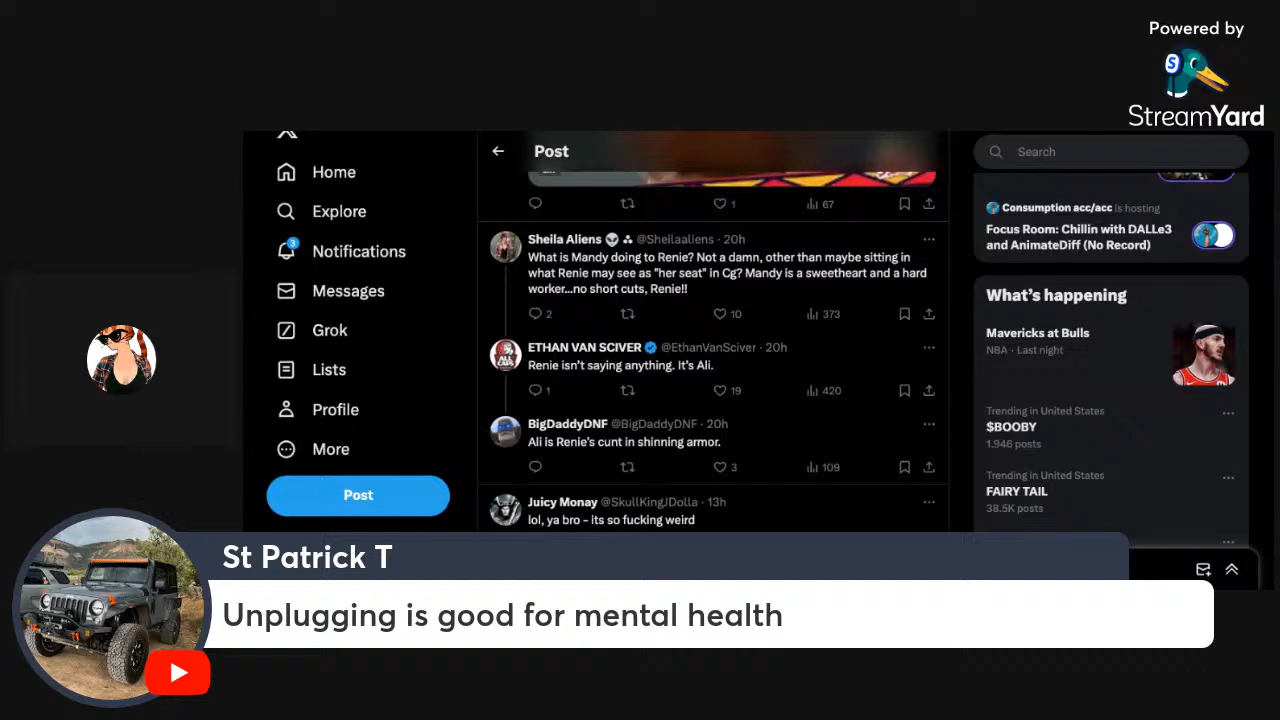 Powered by
StreamYard
Home
Explore
3
Notifications
Messages
Grok
Lists
Profile
More
Post
Post
1
67
Sheila Aliens @Sheilaaliens · 20h
What is Mandy doing to Renie? Not a damn, other than maybe sitting in
what Renie may see as "her seat" in Cg? Mandy is a sweetheart and a hard
worker...no short cuts, Renie!!
2
10
373
ETHAN VAN SCIVER @EthanVanSciver · 20h
Renie isn't saying anything. It's Ali.
1
19
420
BigDaddyDNF @BigDaddyDNF · 20h
Ali is Renie's cunt in shinning armor.
3
109
Juicy Monay @SkullKingJDolla · 13h
lol, ya bro - its so fucking weird
Search
Consumption acc/acc is hosting
Focus Room: Chillin with DALLe3
and AnimateDiff (No Record)
What's happening
Mavericks at Bulls
NBA · Last night
Trending in United States
$BOOBY
1,946 posts
Trending in United States
FAIRY TAIL
38.5K posts
St Patrick T
Unplugging is good for mental health